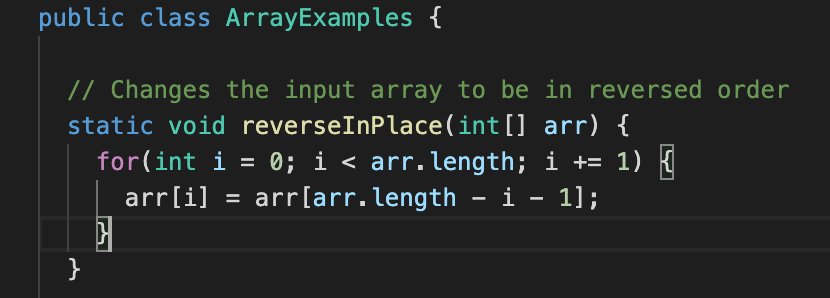 public class ArrayExamples {
// Changes the input array to be in reversed order
static void reverseInPlace(int[] arr) {
for(int i = 0; i < arr.length; i += 1) {
arr[i] = arr[arr.length - i - 1];
}
}